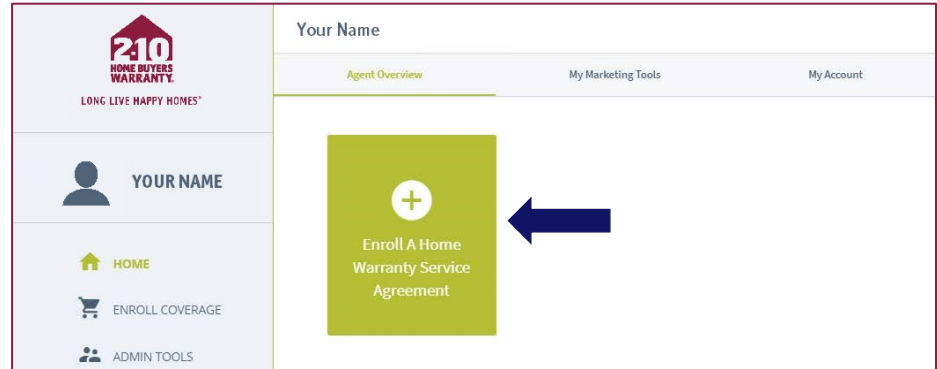 2-10
HOME BUYERS
WARRANTY.
LONG LIVE HAPPY HOMES®
YOUR NAME
HOME
ENROLL COVERAGE
ADMIN TOOLS
Your Name
Agent Overview
My Marketing Tools
My Account
Enroll A Home
Warranty Service
Agreement